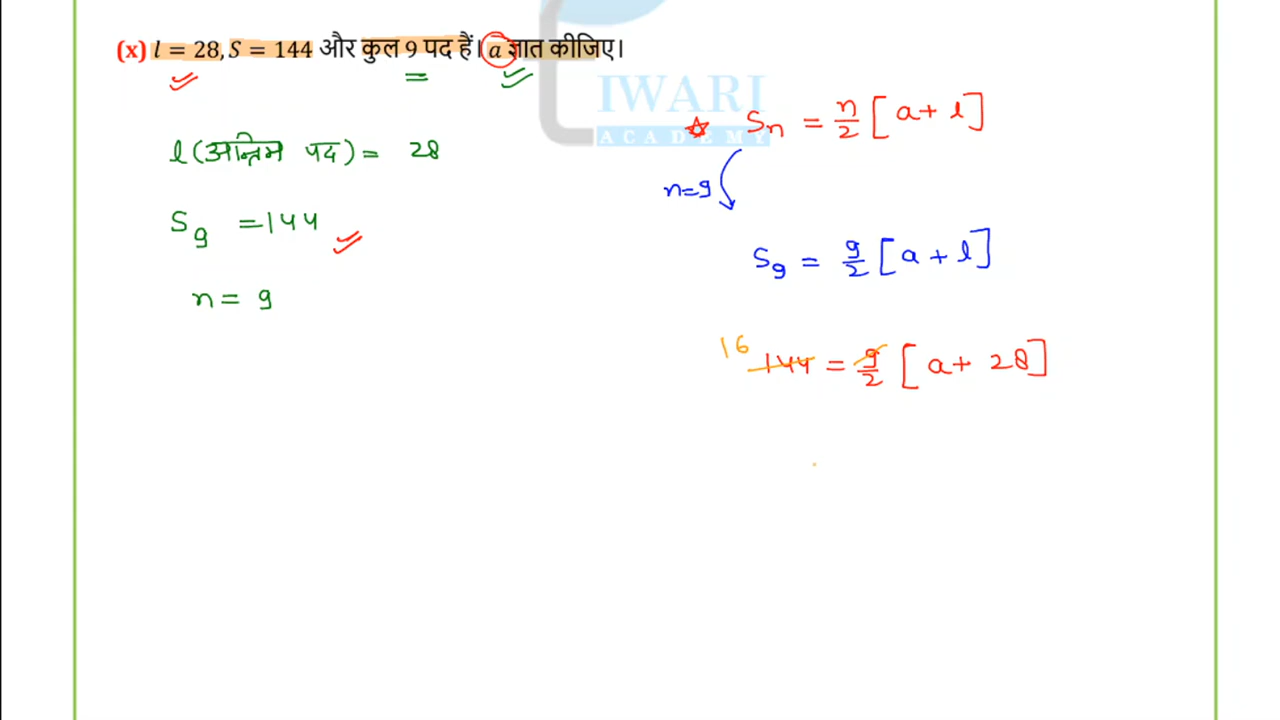 (x) l = 28, S = 144 और कुल 9 पद हैं। a ज्ञात कीजिए।
IWARI
ACADEMY
l (अन्तिम पद) = 28
S₉ = 144
n = 9
Sₙ = n/2 [a + l]
n=9
S₉ = 9/2 [a + l]
16
144 = 9/2 [a + 28]